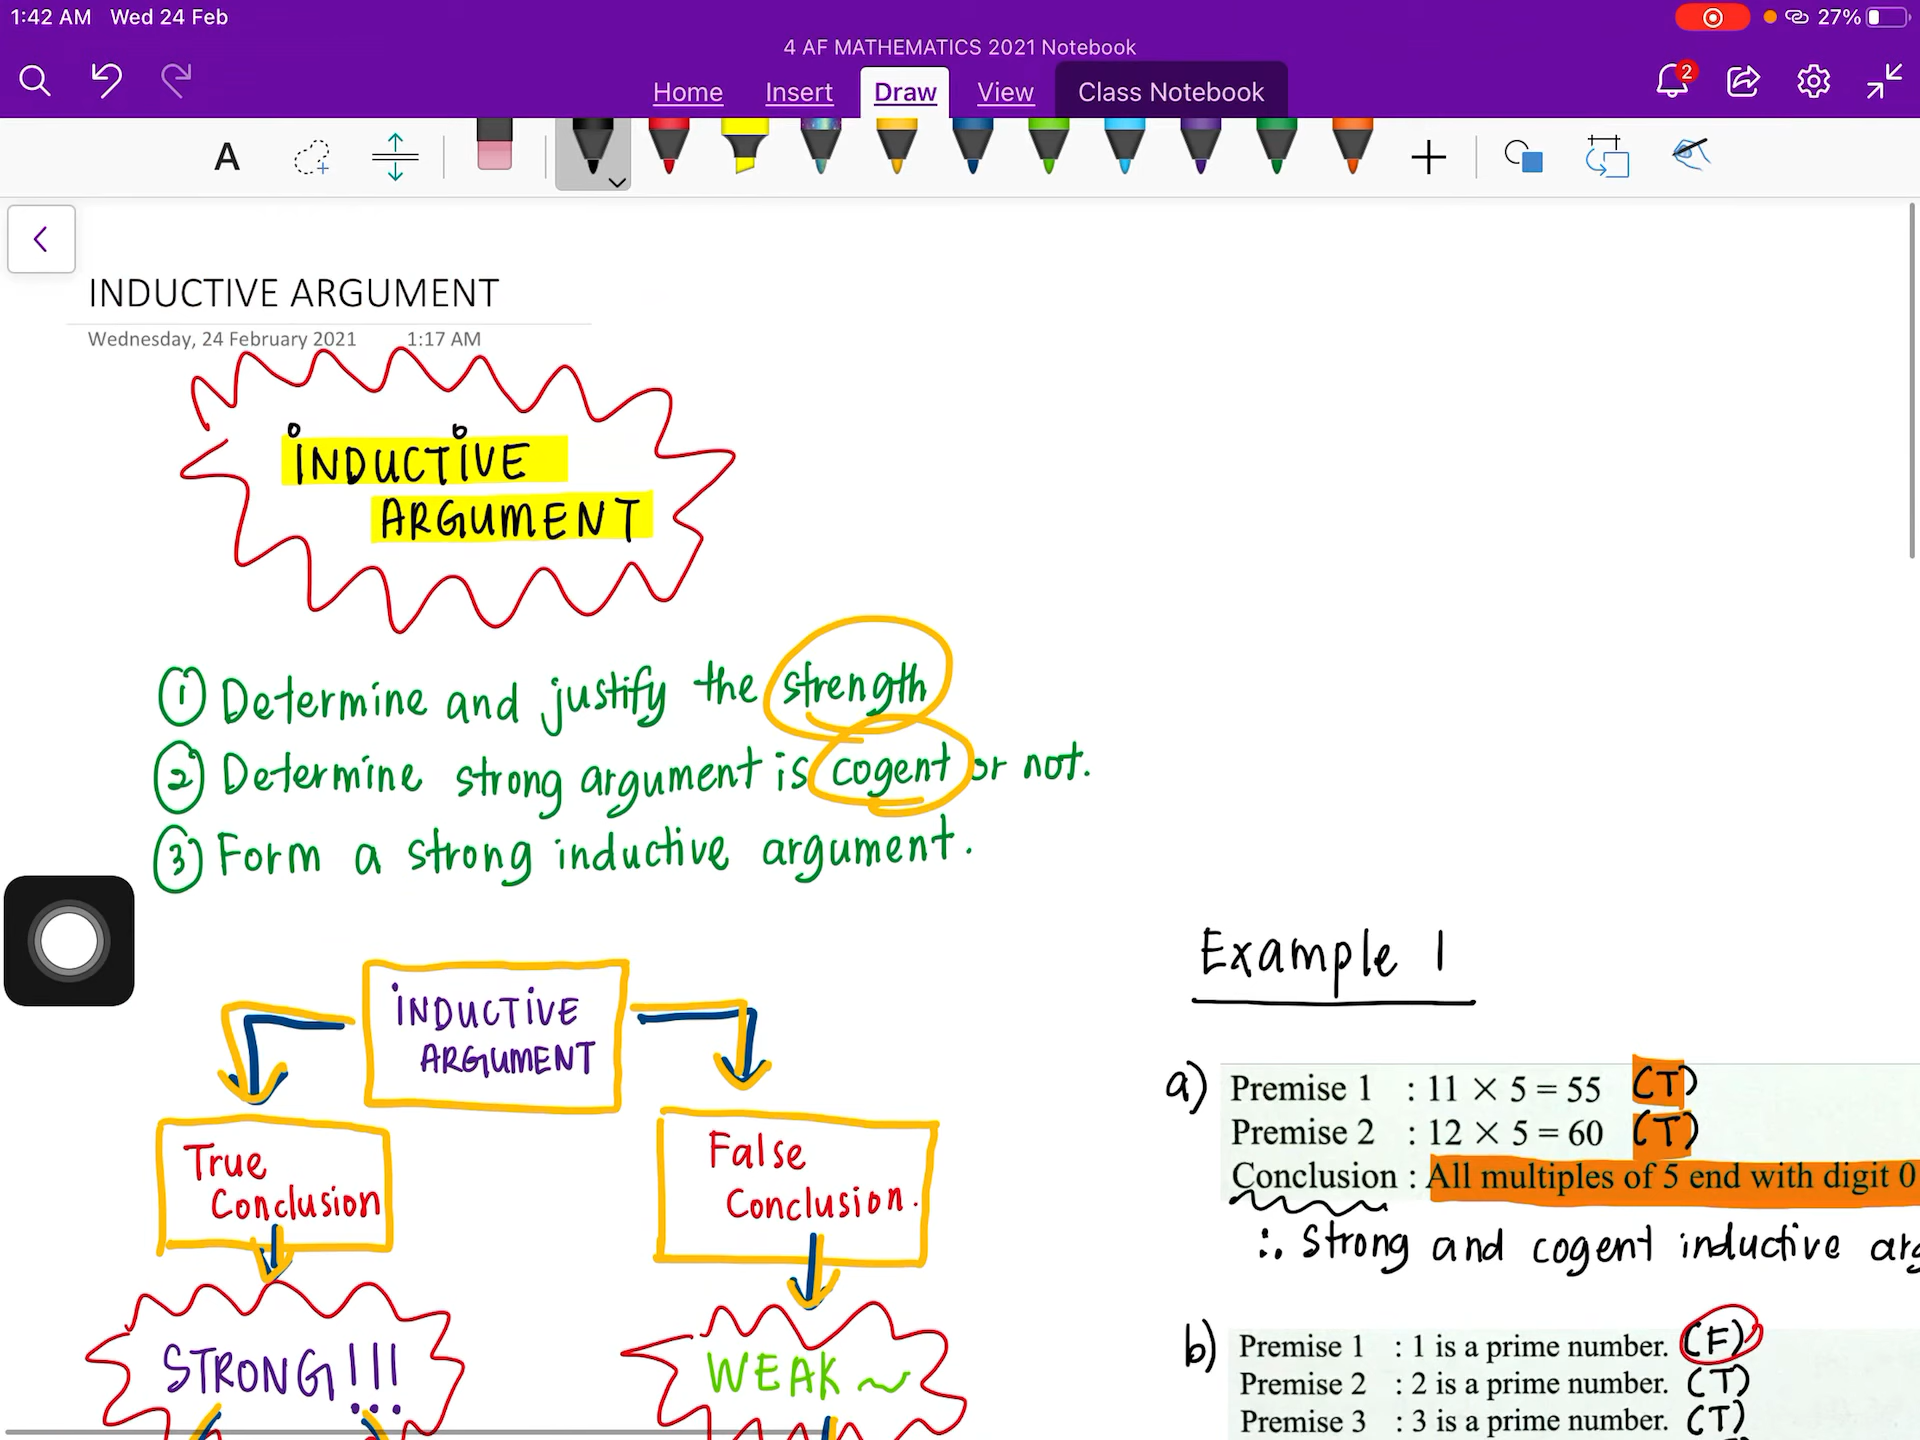 1:42 AM Wed 24 Feb
27%
4 AF MATHEMATICS 2021 Notebook
Home Insert Draw View Class Notebook
2
A
INDUCTIVE ARGUMENT
Wednesday, 24 February 2021 1:17 AM
INDUCTIVE
ARGUMENT
① Determine and justify the strength
② Determine strong argument is cogent or not.
③ Form a strong inductive argument.
INDUCTIVE
ARGUMENT
True
Conclusion
False
Conclusion.
STRONG!!!
WEAK~
Example 1
a) Premise 1 : 11 × 5 = 55 (T)
Premise 2 : 12 × 5 = 60 (T)
Conclusion : All multiples of 5 end with digit 0
∴ Strong and cogent inductive arg
b) Premise 1 : 1 is a prime number. (F)
Premise 2 : 2 is a prime number. (T)
Premise 3 : 3 is a prime number. (T)